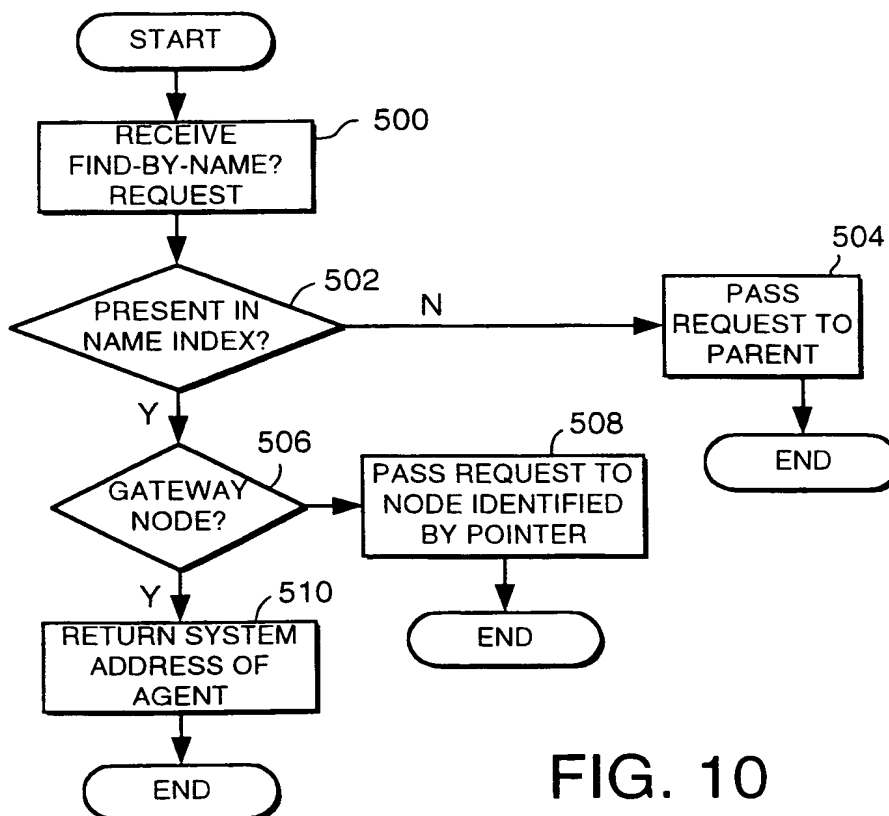 START
500
RECEIVE
FIND-BY-NAME?
REQUEST
502
PRESENT IN
NAME INDEX?
N
504
PASS
REQUEST TO
PARENT
END
Y
506
GATEWAY
NODE?
508
PASS REQUEST TO
NODE IDENTIFIED
BY POINTER
END
Y
510
RETURN SYSTEM
ADDRESS OF
AGENT
END
FIG. 10